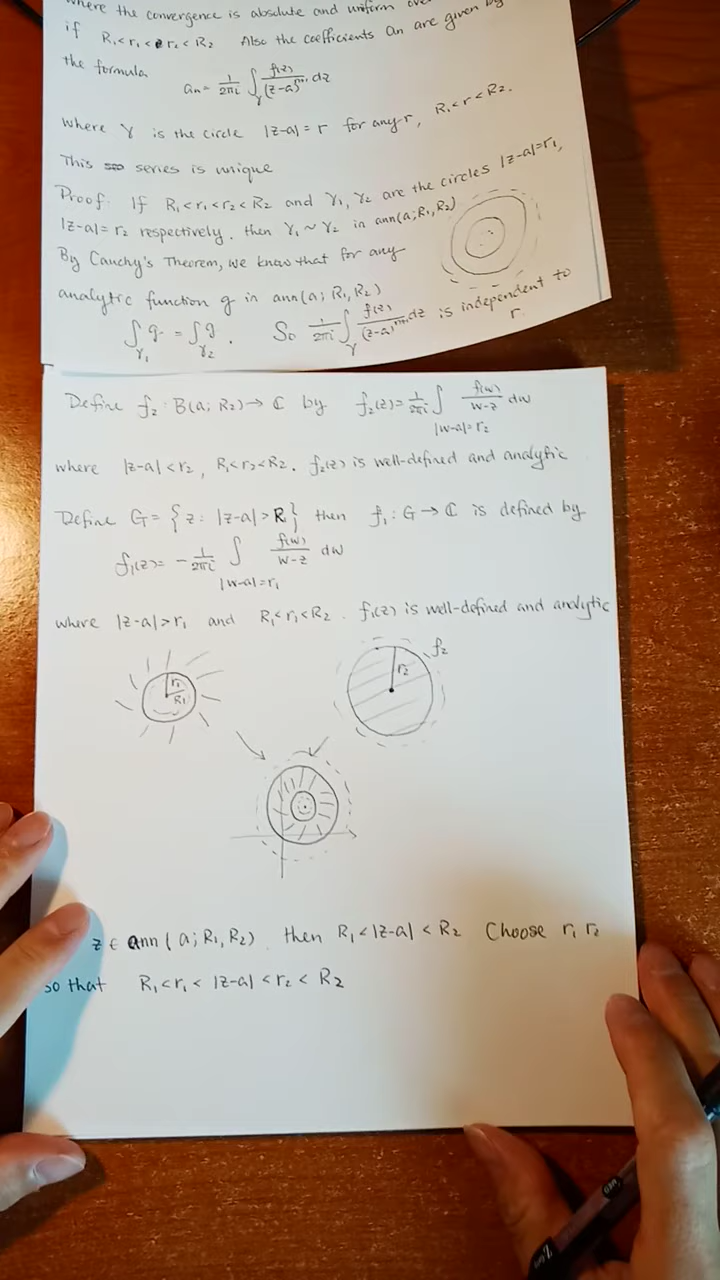 where the convergence is absolute and uniform over
if R₁<r₁<r₂<R₂ Also the coefficients an are given by
the formula
an = 1/2πi ∫_γ f(z)/(z-a)ⁿ⁺¹ dz
where γ is the circle |z-a|=r for any r, R₁<r<R₂.
This series is unique
Proof: If R₁<r₁<r₂<R₂ and γ₁, γ₂ are the circles |z-a|=r₁,
|z-a|=r₂ respectively. then γ₁ ~ γ₂ in ann(a;R₁,R₂)
By Cauchy's Theorem, we know that for any
analytic function g in ann(a; R₁,R₂)
∫_γ₁ g = ∫_γ₂ g. So 1/2πi ∫_γ f(z)/(z-a)ⁿ⁺¹ dz is independent to
r.
Define f₂: B(a; R₂)→ℂ by f₂(z)= 1/2πi ∫_|w-a|=r₂ f(w)/w-z dw
where |z-a|<r₂, R₁<r₂<R₂. f₂(z) is well-defined and analytic
Define G={z: |z-a|>R} then f₁: G→ℂ is defined by
f₁(z)= -1/2πi ∫_|w-a|=r₁ f(w)/w-z dw
where |z-a|>r₁ and R₁<r₁<R₂. f₁(z) is well-defined and analytic
r₁
R₁
r₂
f₂
z ∈ ann(a;R₁,R₂) then R₁<|z-a|<R₂ Choose r₁ r₂
so that R₁<r₁<|z-a|<r₂<R₂